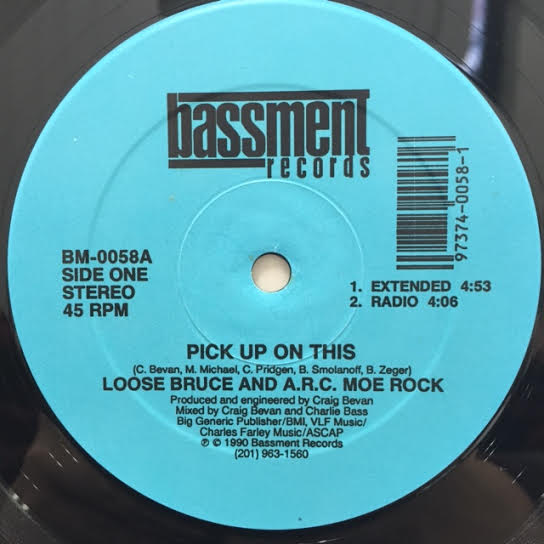 bassment
records
97374-0058-1
BM-0058A
SIDE ONE
STEREO
45 RPM
1. EXTENDED 4:53
2. RADIO 4:06
PICK UP ON THIS
(C. Bevan, M. Michael, C. Pridgen, B. Smolanoff, B. Zeger)
LOOSE BRUCE AND A.R.C. MOE ROCK
Produced and engineered by Craig Bevan
Mixed by Craig Bevan and Charlie Bass
Big Generic Publisher/BMI, VLF Music/
Charles Farley Music/ASCAP
℗ © 1990 Bassment Records
(201) 963-1560